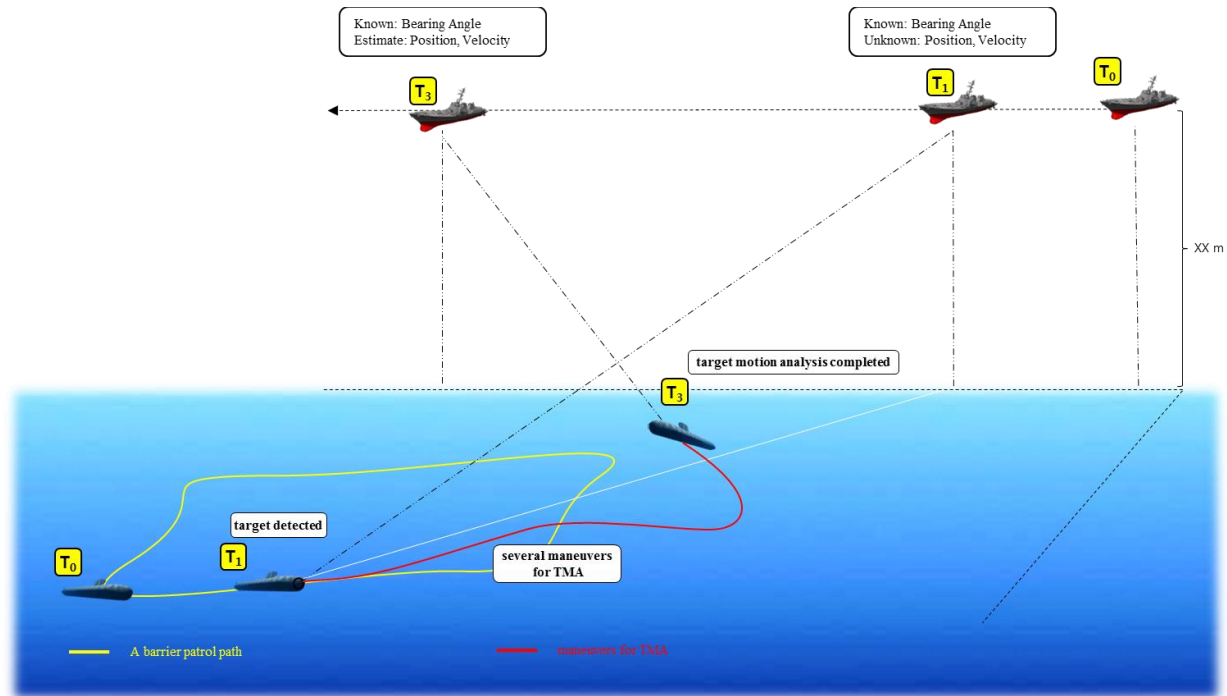 Known: Bearing Angle
Estimate: Position, Velocity
Known: Bearing Angle
Unknown: Position, Velocity
T₃
T₁
T₀
XX m
target motion analysis completed
T₃
target detected
T₁
T₀
several maneuvers
for TMA
A barrier patrol path
maneuvers for TMA